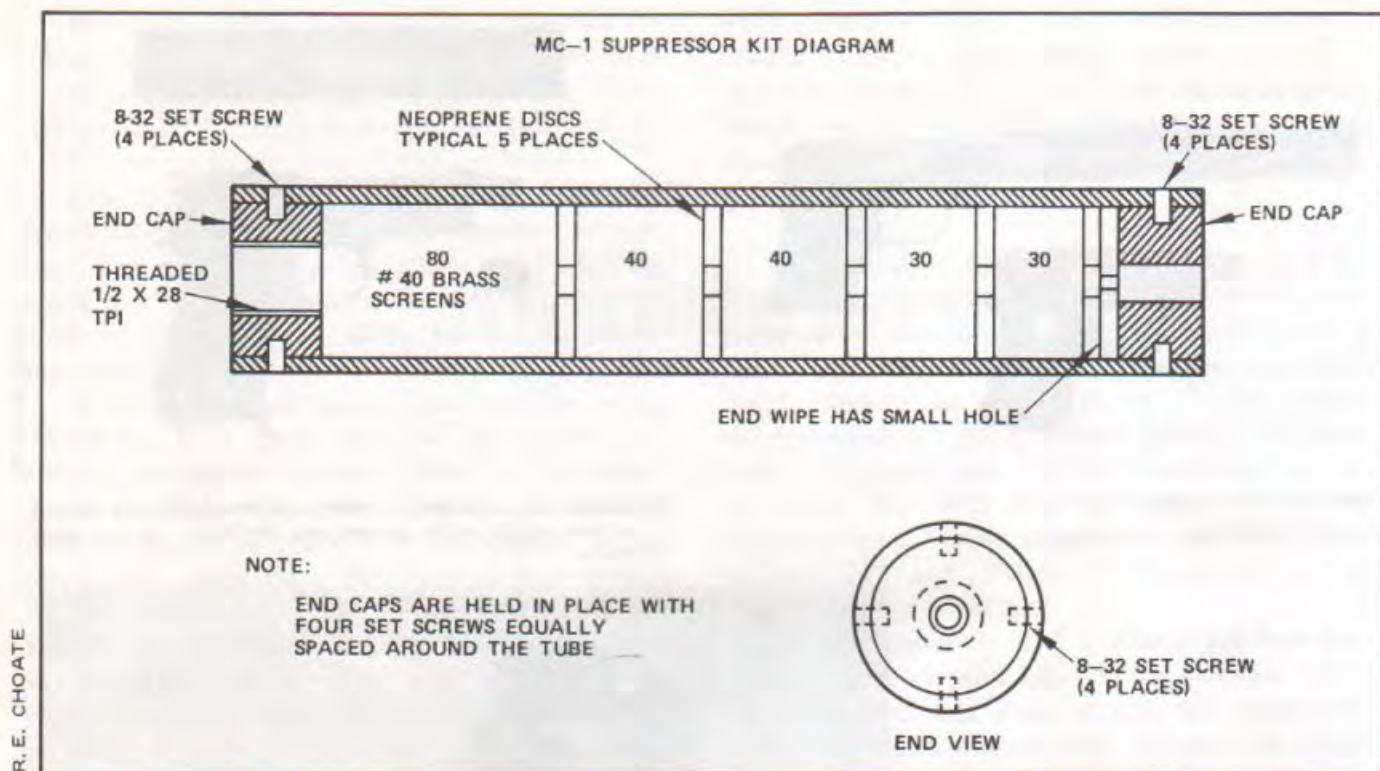 MC-1 SUPPRESSOR KIT DIAGRAM
8-32 SET SCREW
(4 PLACES)
NEOPRENE DISCS
TYPICAL 5 PLACES
8-32 SET SCREW
(4 PLACES)
END CAP
END CAP
THREADED
1/2 X 28
TPI
80
# 40 BRASS
SCREENS
40
40
30
30
END WIPE HAS SMALL HOLE
NOTE:
END CAPS ARE HELD IN PLACE WITH
FOUR SET SCREWS EQUALLY
SPACED AROUND THE TUBE
8-32 SET SCREW
(4 PLACES)
END VIEW
R.E. CHOATE